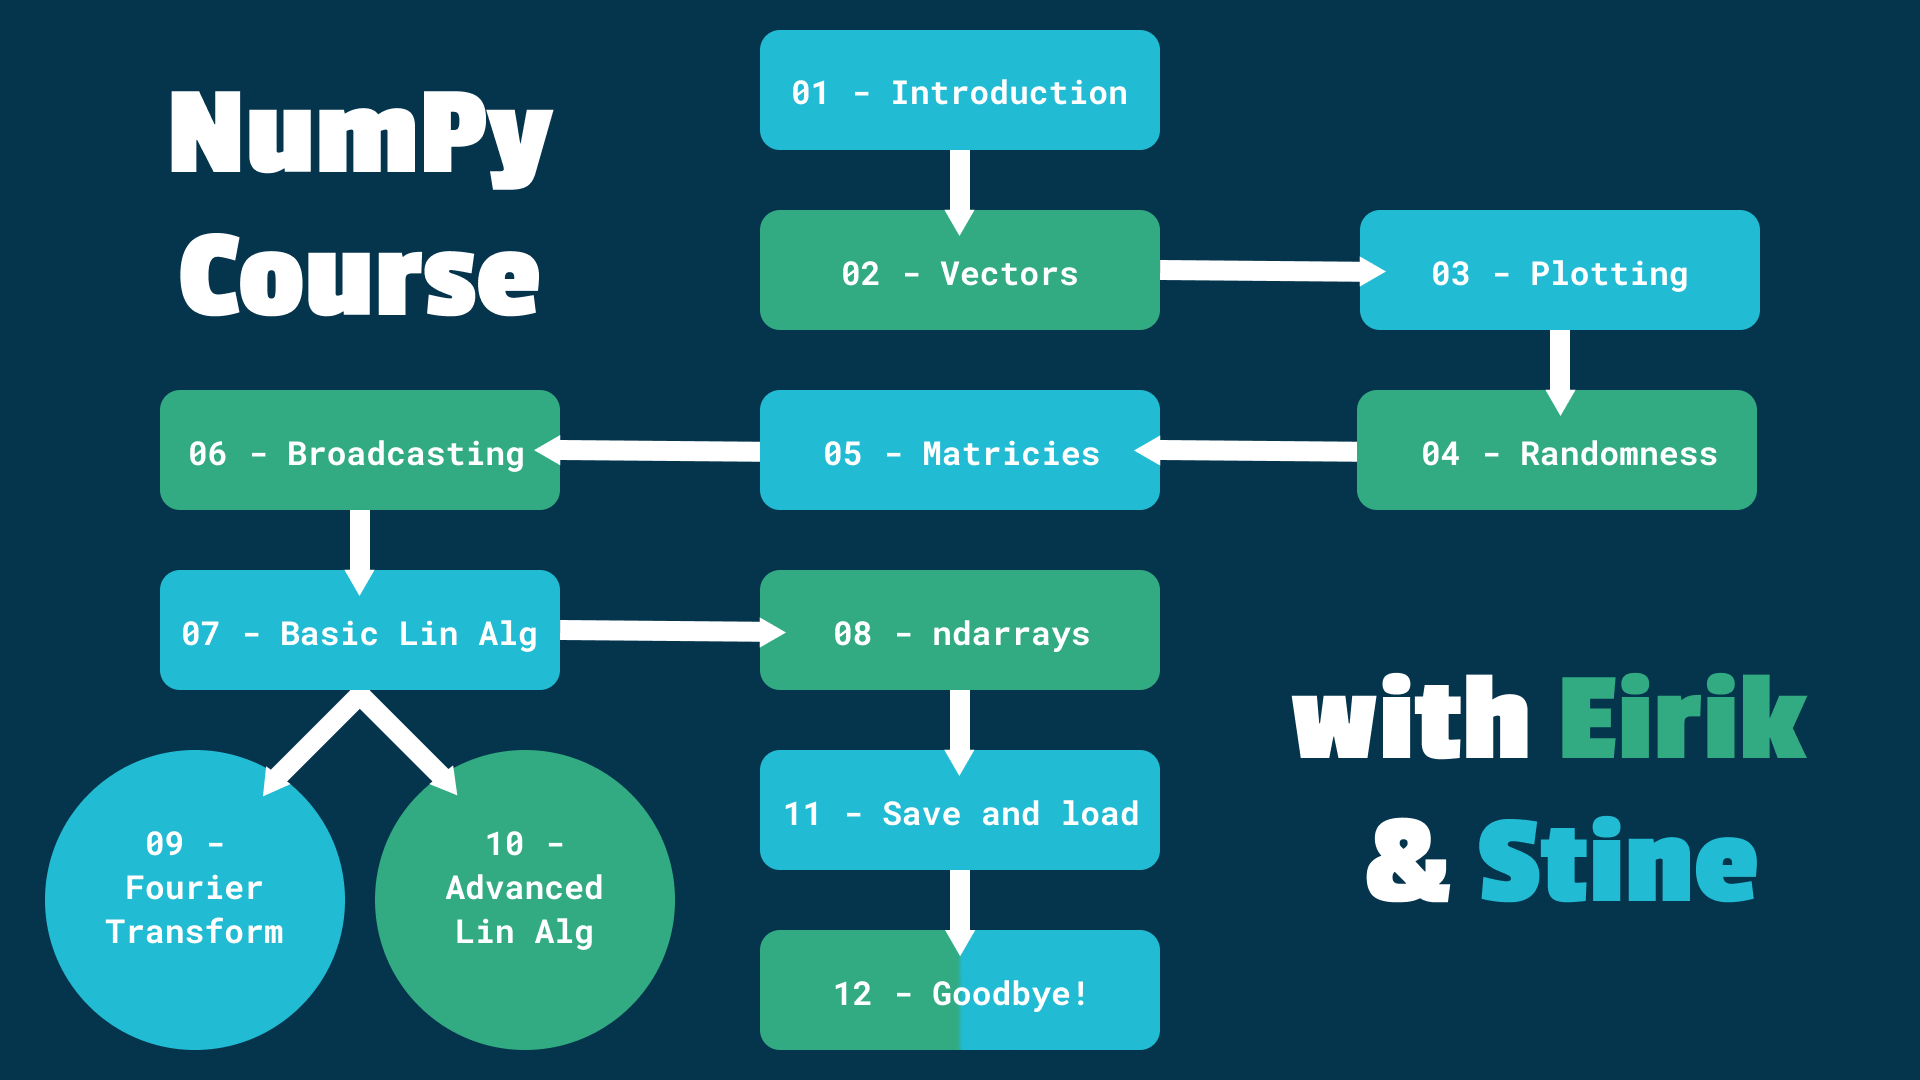 NumPy
Course
01 - Introduction
02 - Vectors
03 - Plotting
04 - Randomness
05 - Matricies
06 - Broadcasting
07 - Basic Lin Alg
08 - ndarrays
09 -
Fourier
Transform
10 -
Advanced
Lin Alg
11 - Save and load
12 - Goodbye!
with Eirik
& Stine